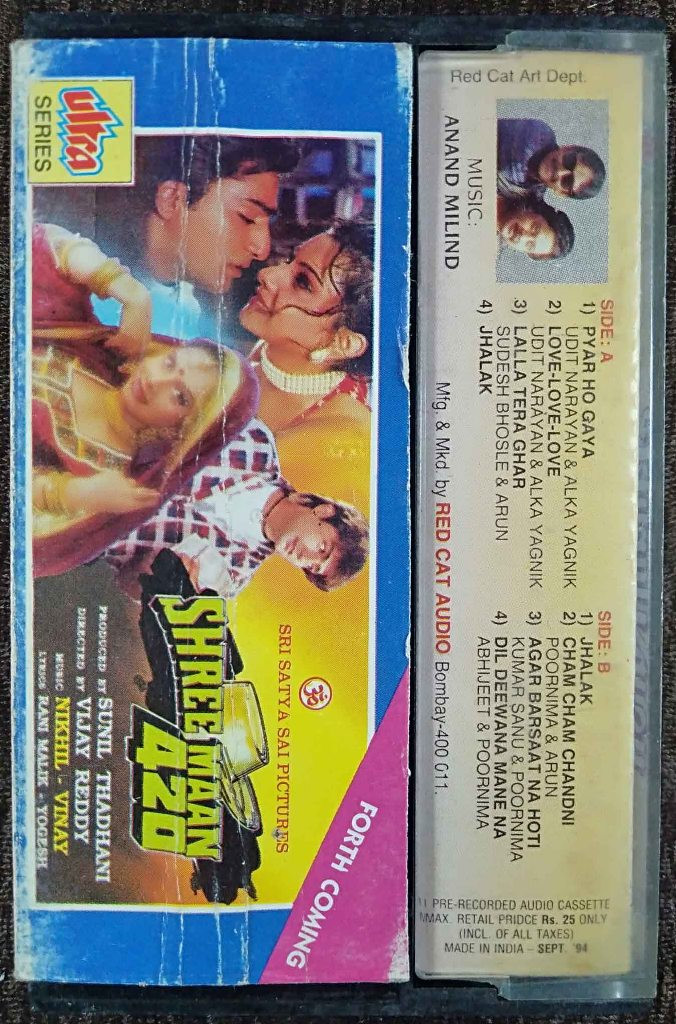 ultra
SERIES
SRI SATYA SAI PICTURES
SHREEMAAN
420
PRODUCED BY SUNIL THADHANI
DIRECTED BY VIJAY REDDY
MUSIC NIKHIL - VINAY
LYRICS RANI MALIK - YOGESH
FORTH COMING
Red Cat Art Dept.
MUSIC:
ANAND MILIND
SIDE: A
1) PYAR HO GAYA
UDIT NARAYAN & ALKA YAGNIK
2) LOVE-LOVE-LOVE
UDIT NARAYAN & ALKA YAGNIK
3) LALLA TERA GHAR
SUDESH BHOSLE & ARUN
4) JHALAK
SIDE: B
1) JHALAK
2) CHAM CHAM CHANDNI
POORNIMA & ARUN
3) AGAR BARSAAT NA HOTI
KUMAR SANU & POORNIMA
4) DIL DEEWANA MANE NA
ABHIJEET & POORNIMA
Mfg. & Mkd. by RED CAT AUDIO Bombay-400 011.
PRE-RECORDED AUDIO CASSETTE
MAX. RETAIL PRIDCE Rs. 25 ONLY
(INCL. OF ALL TAXES)
MADE IN INDIA – SEPT. '94